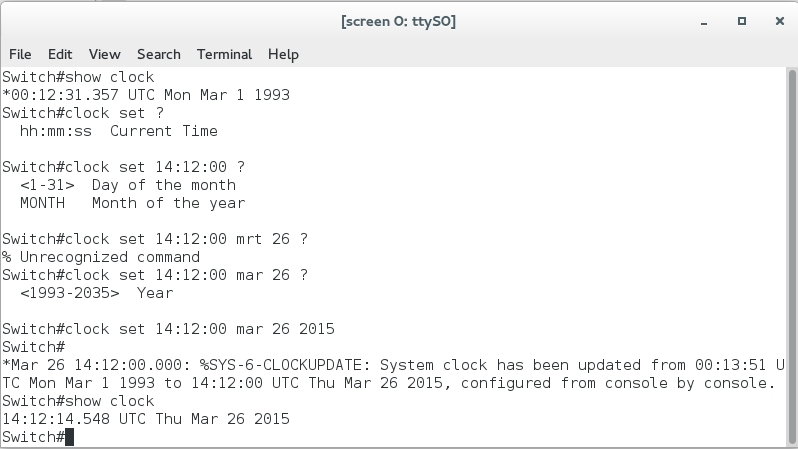 [screen 0: ttyS0]
File Edit View Search Terminal Help
Switch#show clock
*00:12:31.357 UTC Mon Mar 1 1993
Switch#clock set ?
  hh:mm:ss  Current Time
Switch#clock set 14:12:00 ?
  <1-31>  Day of the month
  MONTH   Month of the year
Switch#clock set 14:12:00 mrt 26 ?
% Unrecognized command
Switch#clock set 14:12:00 mar 26 ?
  <1993-2035>  Year
Switch#clock set 14:12:00 mar 26 2015
Switch#
*Mar 26 14:12:00.000: %SYS-6-CLOCKUPDATE: System clock has been updated from 00:13:51 U
TC Mon Mar 1 1993 to 14:12:00 UTC Thu Mar 26 2015, configured from console by console.
Switch#show clock
14:12:14.548 UTC Thu Mar 26 2015
Switch#